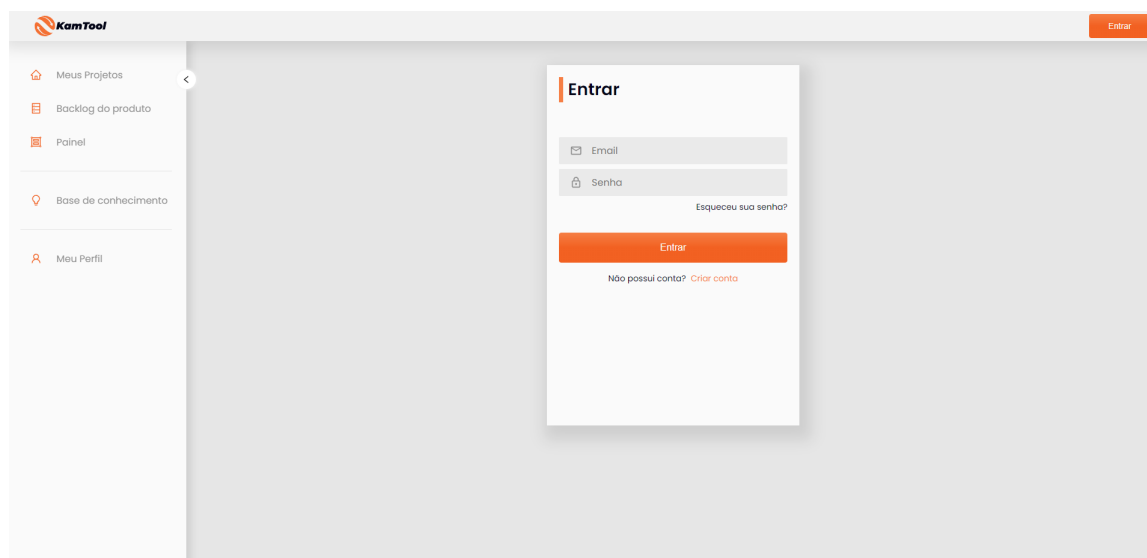 KamTool
Entrar
Meus Projetos
Backlog do produto
Painel
Base de conhecimento
Meu Perfil
Entrar
Email
Senha
Esqueceu sua senha?
Entrar
Não possui conta? Criar conta